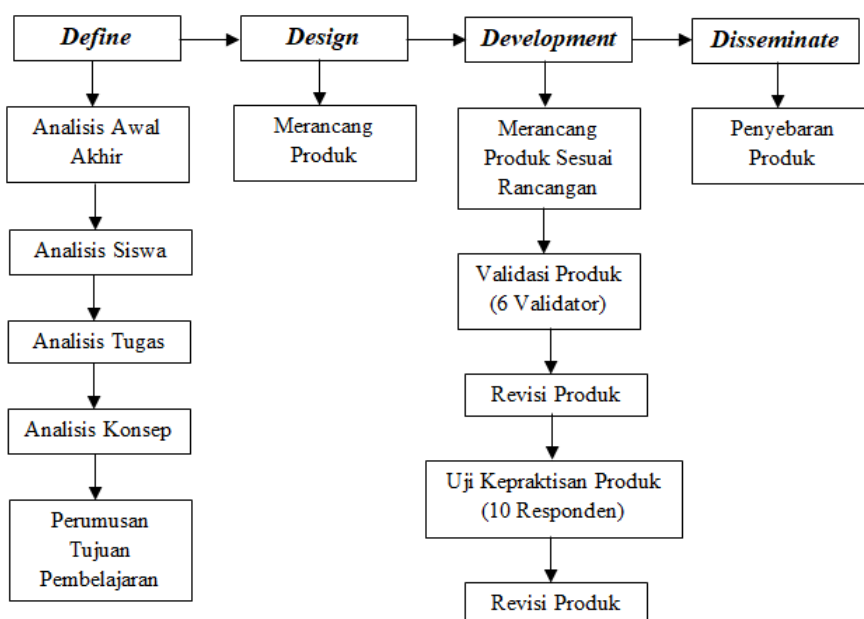 Define
Design
Development
Disseminate
Analisis Awal
Akhir
Analisis Siswa
Analisis Tugas
Analisis Konsep
Perumusan
Tujuan
Pembelajaran
Merancang
Produk
Merancang
Produk Sesuai
Rancangan
Validasi Produk
(6 Validator)
Revisi Produk
Uji Kepraktisan Produk
(10 Responden)
Revisi Produk
Penyebaran
Produk